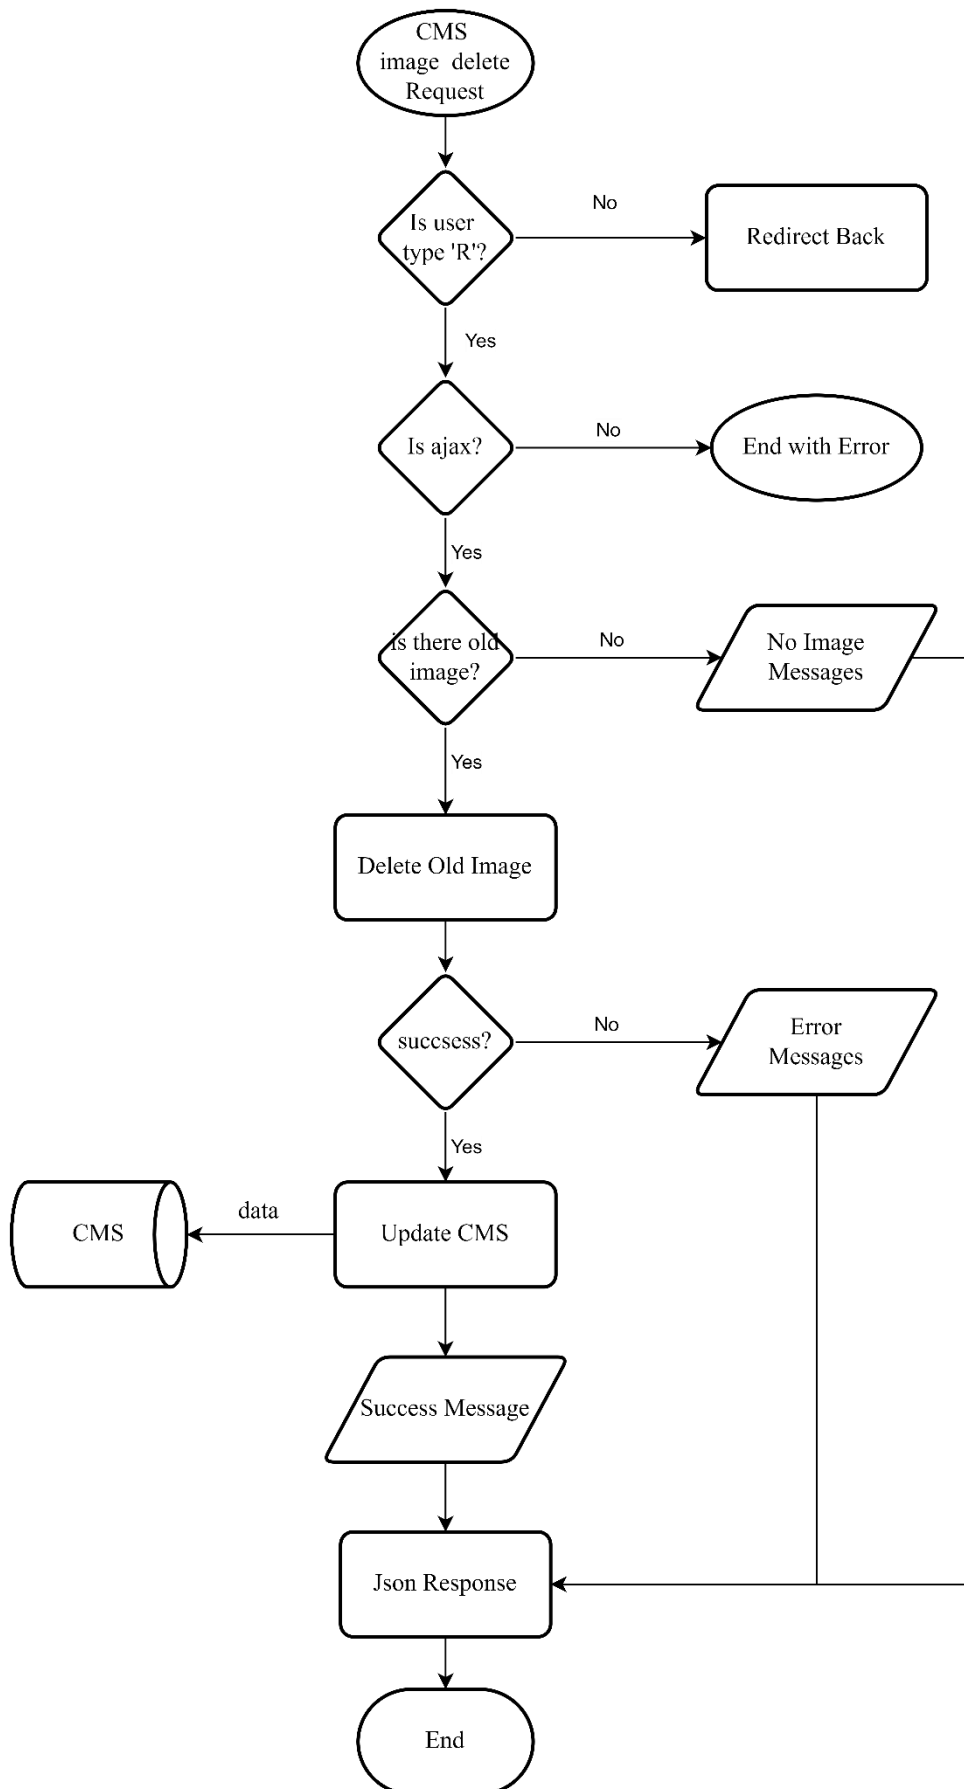 CMS
image delete
Request
Is user
type 'R'?
No
Redirect Back
Yes
Is ajax?
No
End with Error
Yes
is there old
image?
No
No Image
Messages
Yes
Delete Old Image
succsess?
No
Error
Messages
Yes
CMS
data
Update CMS
Success Message
Json Response
End